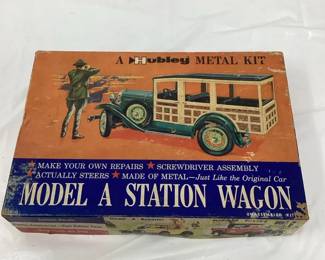 A Hubley METAL KIT
★ MAKE YOUR OWN REPAIRS ★ SCREWDRIVER ASSEMBLY
★ ACTUALLY STEERS ★ MADE OF METAL—Just Like the Original Car
MODEL A STATION WAGON